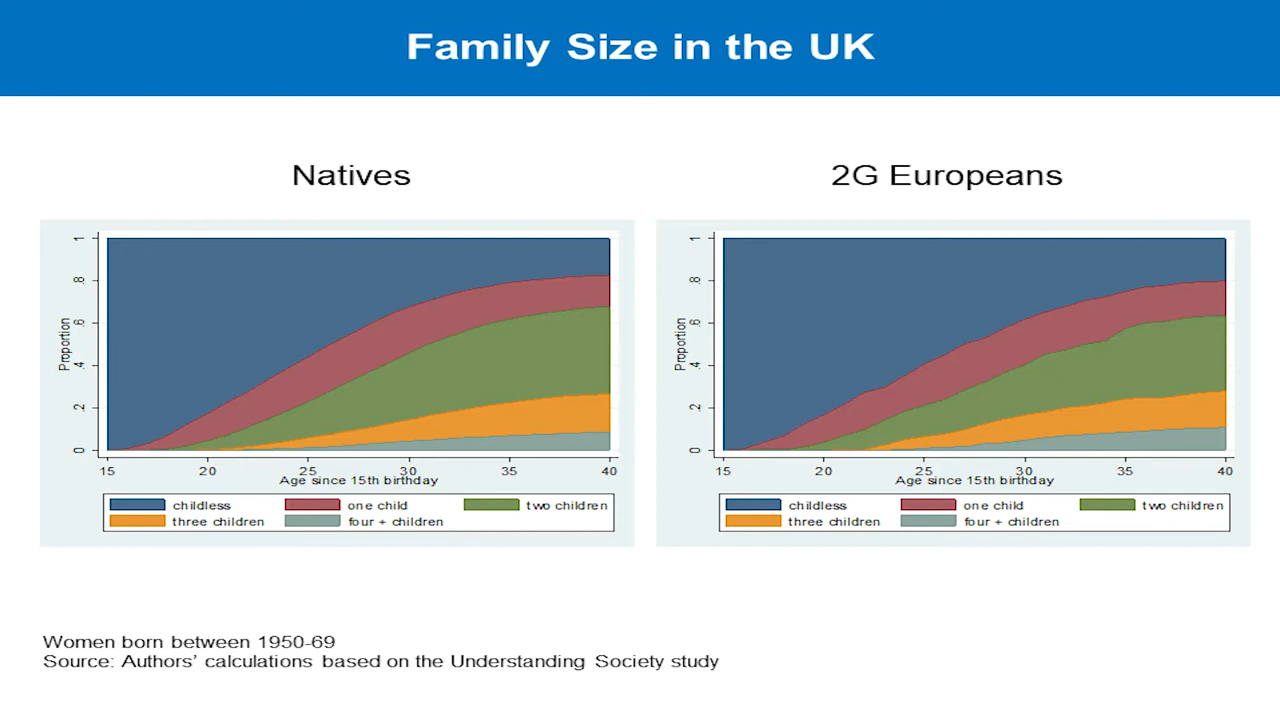 Family Size in the UK
Natives
2G Europeans
Proportion
1
.8
.6
.4
.2
0
15 20 25 30 35 40
Age since 15th birthday
childless one child two children
three children four + children
Proportion
1
.8
.6
.4
.2
0
15 20 25 30 35 40
Age since 15th birthday
childless one child two children
three children four + children
Women born between 1950-69
Source: Authors’ calculations based on the Understanding Society study